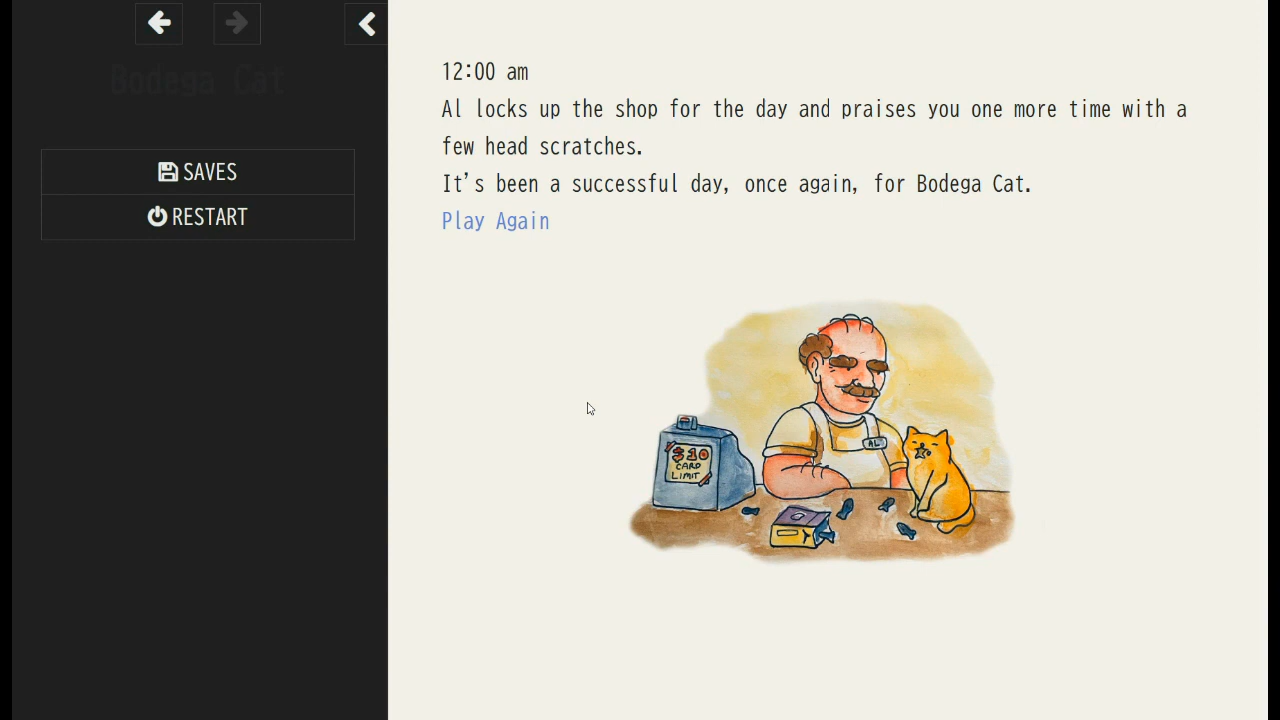 Bodega Cat
SAVES
RESTART
12:00 am
Al locks up the shop for the day and praises you one more time with a
few head scratches.
It's been a successful day, once again, for Bodega Cat.
Play Again
$10
CARD
LIMIT
AL